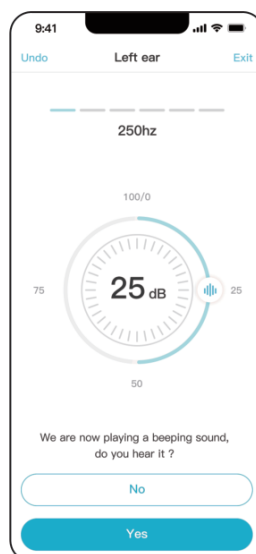 9:41
Undo Left ear Exit
250hz
100/0
75 25 dB 25
50
We are now playing a beeping sound,
do you hear it ?
No
Yes